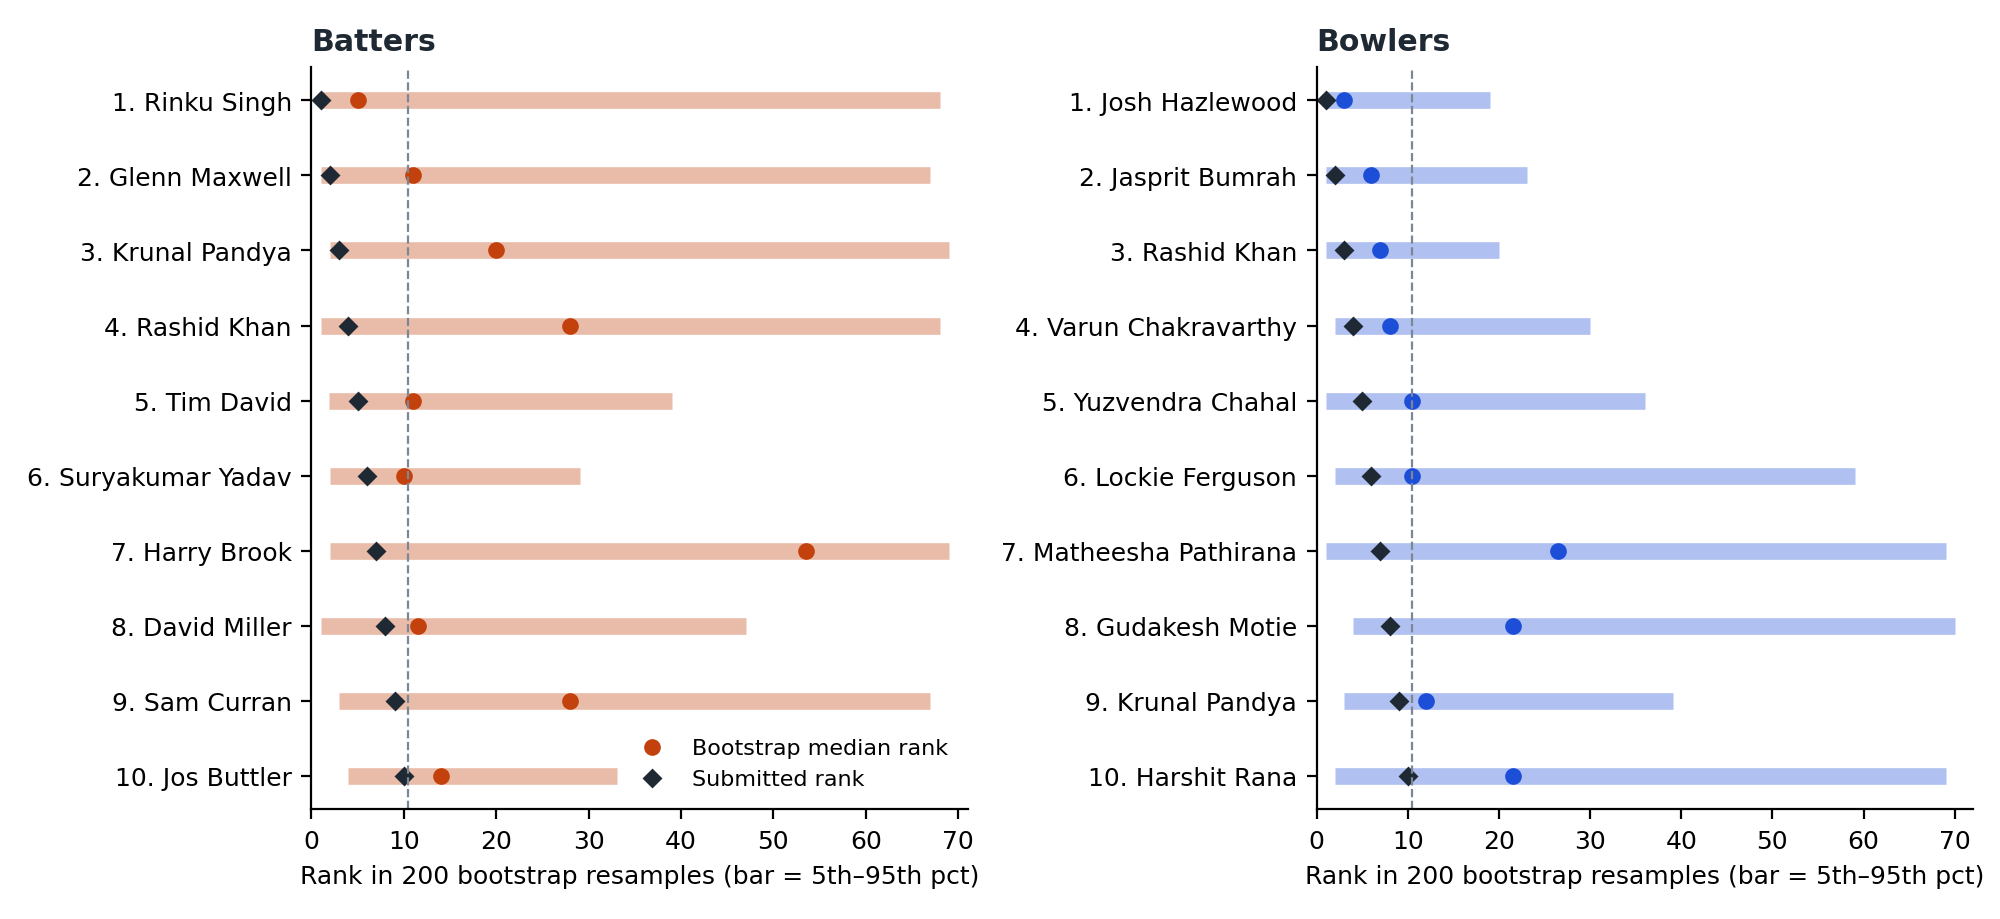 Batters
1. Rinku Singh
2. Glenn Maxwell
3. Krunal Pandya
4. Rashid Khan
5. Tim David
6. Suryakumar Yadav
7. Harry Brook
8. David Miller
9. Sam Curran
10. Jos Buttler
Bootstrap median rank
Submitted rank
0 10 20 30 40 50 60 70
Rank in 200 bootstrap resamples (bar = 5th–95th pct)
Bowlers
1. Josh Hazlewood
2. Jasprit Bumrah
3. Rashid Khan
4. Varun Chakravarthy
5. Yuzvendra Chahal
6. Lockie Ferguson
7. Matheesha Pathirana
8. Gudakesh Motie
9. Krunal Pandya
10. Harshit Rana
0 10 20 30 40 50 60 70
Rank in 200 bootstrap resamples (bar = 5th–95th pct)